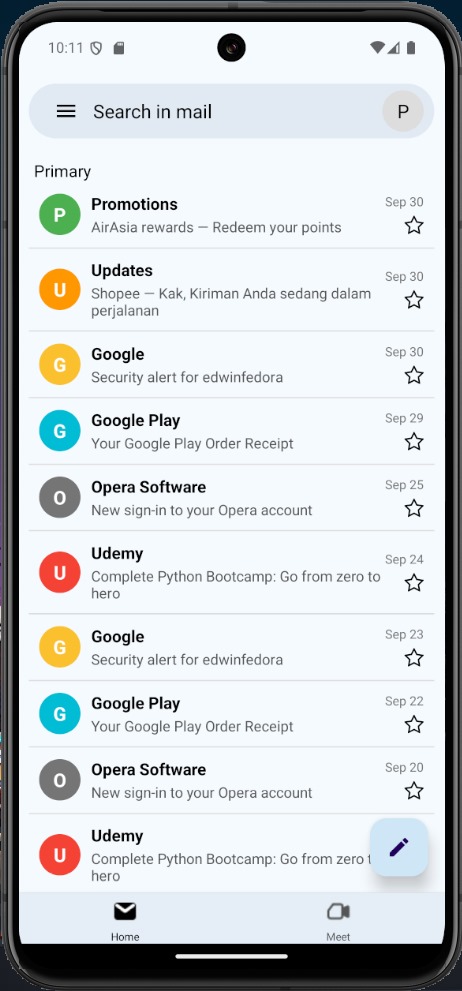 10:11
Search in mail
P
Primary
P
Promotions
Sep 30
AirAsia rewards — Redeem your points
U
Updates
Sep 30
Shopee — Kak, Kiriman Anda sedang dalam
perjalanan
G
Google
Sep 30
Security alert for edwinfedora
G
Google Play
Sep 29
Your Google Play Order Receipt
O
Opera Software
Sep 25
New sign-in to your Opera account
U
Udemy
Sep 24
Complete Python Bootcamp: Go from zero to
hero
G
Google
Sep 23
Security alert for edwinfedora
G
Google Play
Sep 22
Your Google Play Order Receipt
O
Opera Software
Sep 20
New sign-in to your Opera account
U
Udemy
Complete Python Bootcamp: Go from zero
hero
Home
Meet